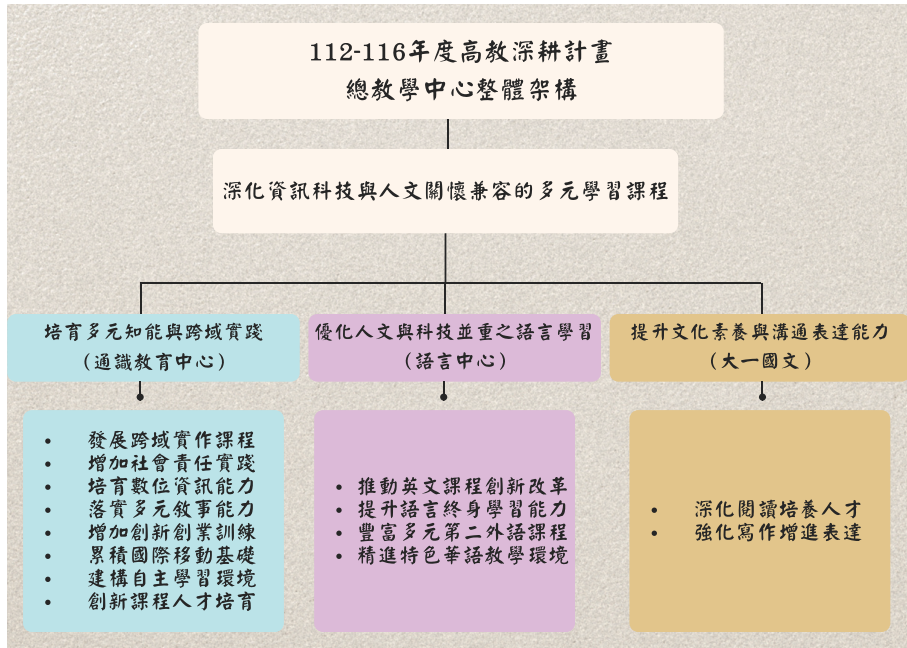 112-116年度高教深耕計畫
總教學中心整體架構
深化資訊科技與人文關懷兼容的多元學習課程
培育多元知能與跨域實踐
(通識教育中心)
優化人文與科技並重之語言學習
(語言中心)
提升文化素養與溝通表達能力
(大一國文)
• 發展跨域實作課程
• 增加社會責任實踐
• 培育數位資訊能力
• 落實多元敘事能力
• 增加創新創業訓練
• 累積國際移動基礎
• 建構自主學習環境
• 創新課程人才培育
• 推動英文課程創新改革
• 提升語言終身學習能力
• 豐富多元第二外語課程
• 精進特色華語教學環境
• 深化閱讀培養人才
• 強化寫作增進表達